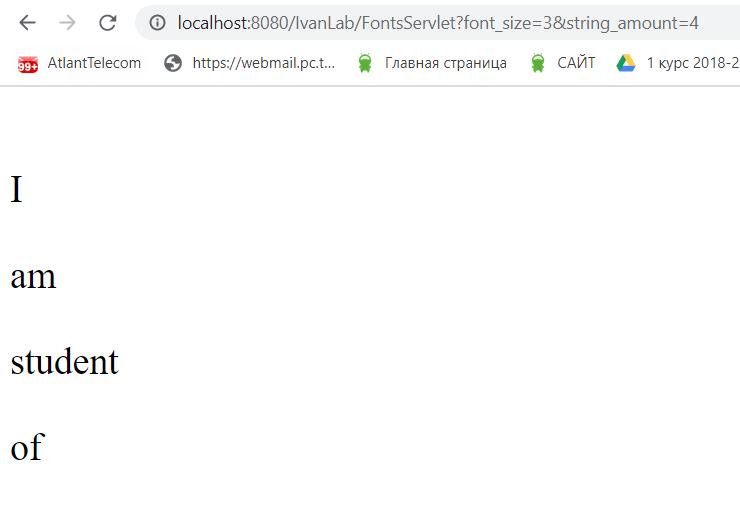 localhost:8080/IvanLab/FontsServlet?font_size=3&string_amount=4
99+ AtlantTelecom https://webmail.pc.t... Главная страница САЙТ 1 курс 2018-2
I
am
student
of